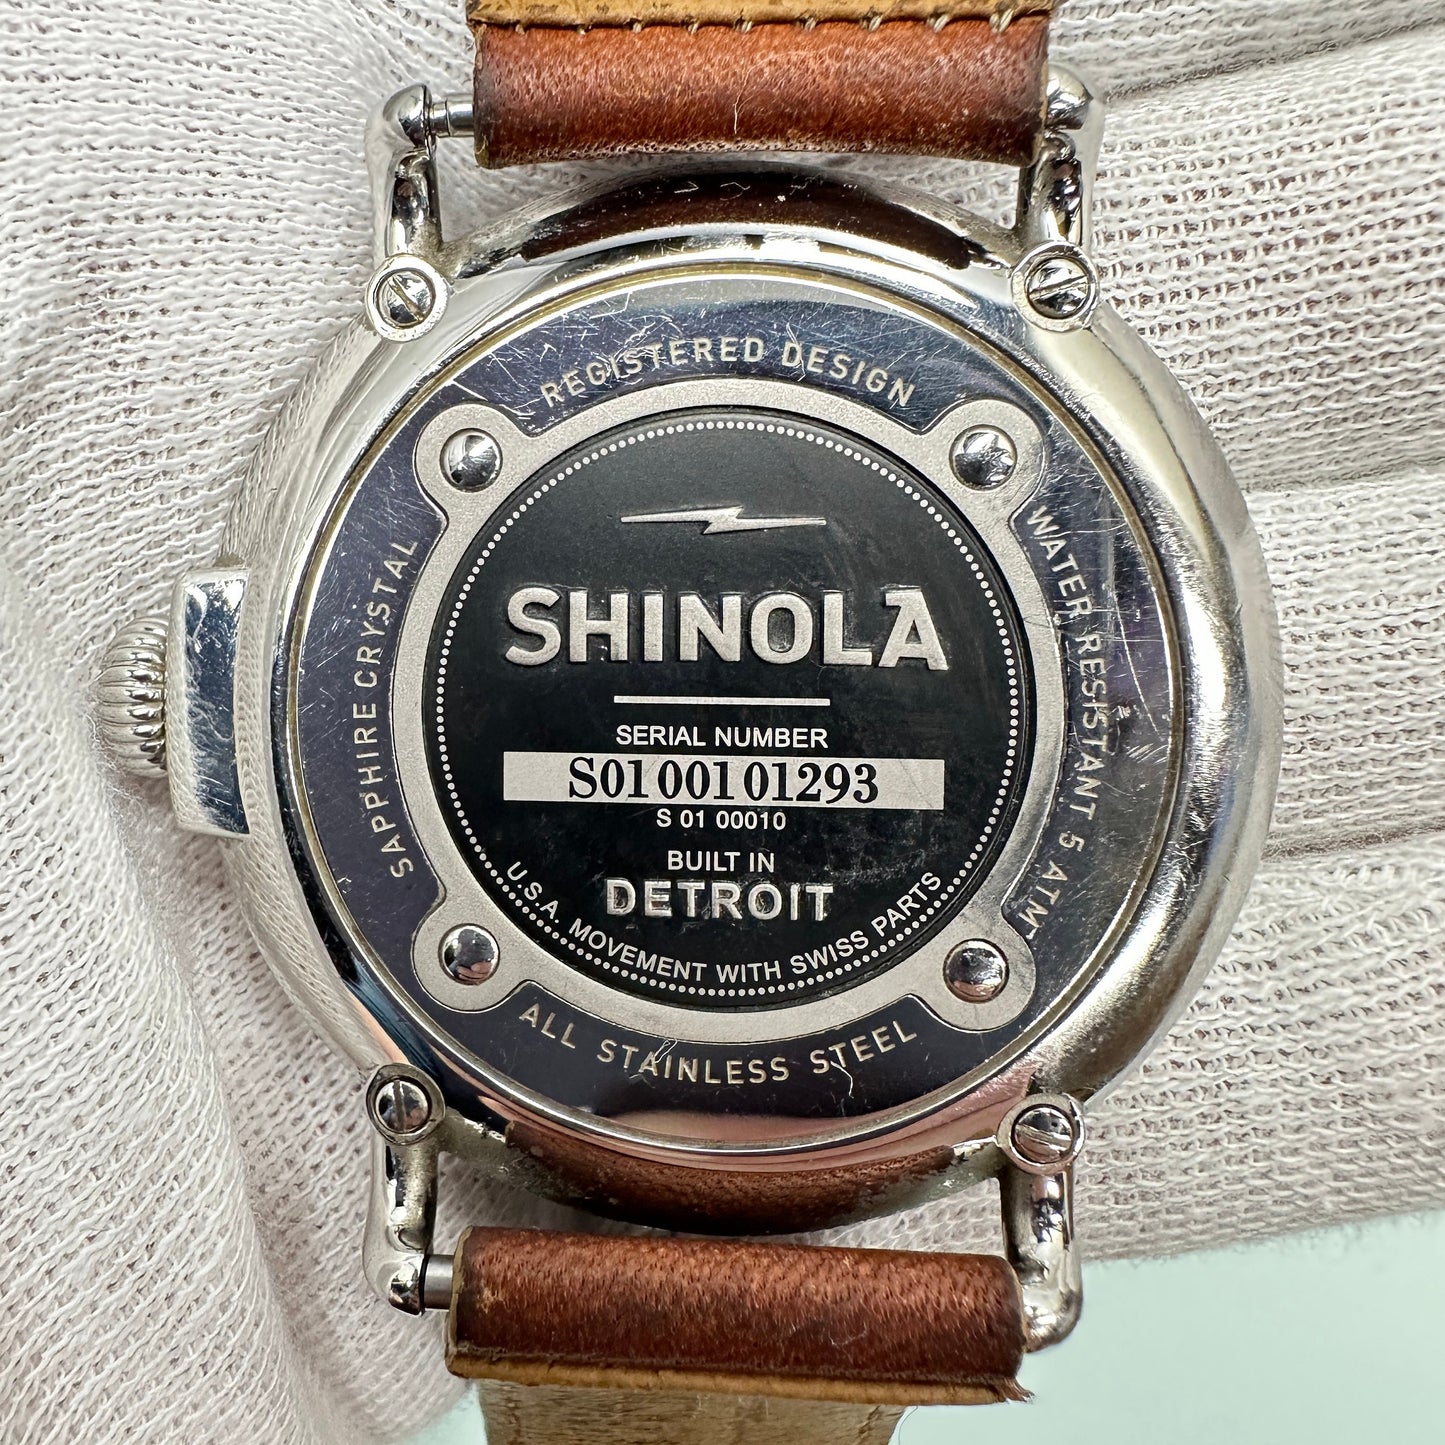 REGISTERED DESIGN
WATER RESISTANT 5 ATM
SAPPHIRE CRYSTAL
SHINOLA
SERIAL NUMBER
S01 001 01293
S 01 00010
BUILT IN
DETROIT
U.S.A. MOVEMENT WITH SWISS PARTS
ALL STAINLESS STEEL